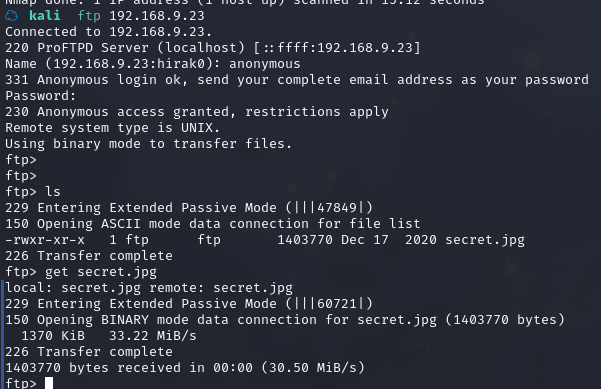 Nmap done: 1 IP address (1 host up) scanned in 15.12 seconds
kali ftp 192.168.9.23
Connected to 192.168.9.23.
220 ProFTPD Server (localhost) [::ffff:192.168.9.23]
Name (192.168.9.23:hirak0): anonymous
331 Anonymous login ok, send your complete email address as your password
Password:
230 Anonymous access granted, restrictions apply
Remote system type is UNIX.
Using binary mode to transfer files.
ftp>
ftp>
ftp> ls
229 Entering Extended Passive Mode (|||47849|)
150 Opening ASCII mode data connection for file list
-rwxr-xr-x   1 ftp      ftp       1403770 Dec 17  2020 secret.jpg
226 Transfer complete
ftp> get secret.jpg
local: secret.jpg remote: secret.jpg
229 Entering Extended Passive Mode (|||60721|)
150 Opening BINARY mode data connection for secret.jpg (1403770 bytes)
  1370 KiB   33.22 MiB/s
226 Transfer complete
1403770 bytes received in 00:00 (30.50 MiB/s)
ftp>